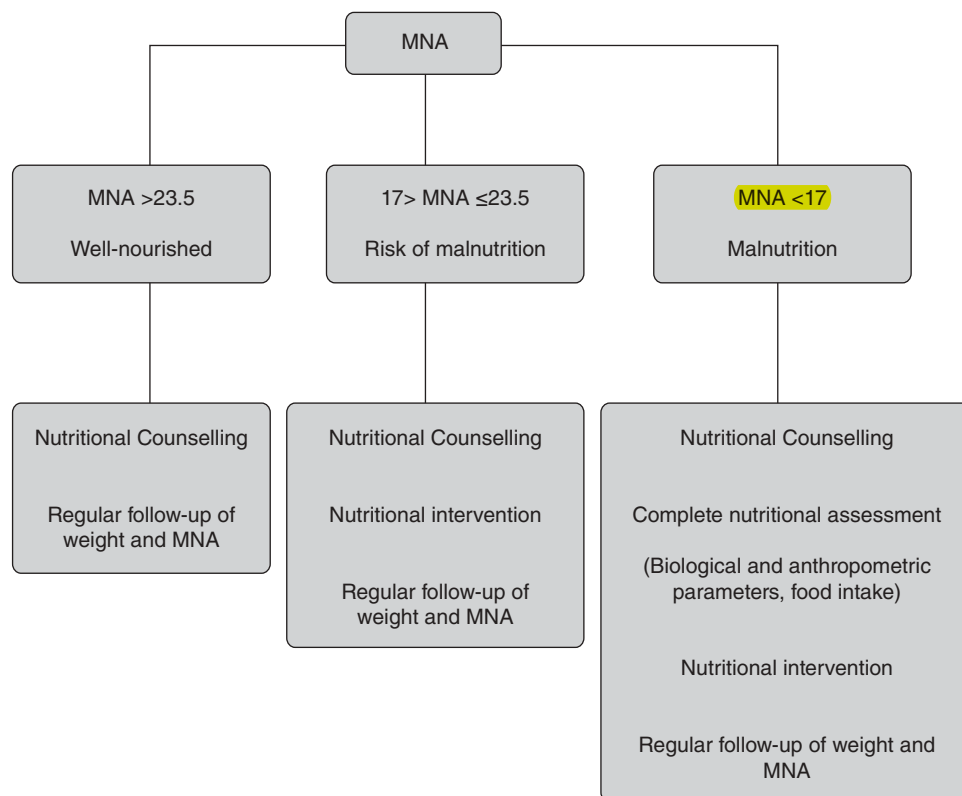 MNA
MNA >23.5
Well-nourished
17> MNA ≤23.5
Risk of malnutrition
MNA <17
Malnutrition
Nutritional Counselling
Regular follow-up of
weight and MNA
Nutritional Counselling
Nutritional intervention
Regular follow-up of
weight and MNA
Nutritional Counselling
Complete nutritional assessment
(Biological and anthropometric
parameters, food intake)
Nutritional intervention
Regular follow-up of weight and
MNA